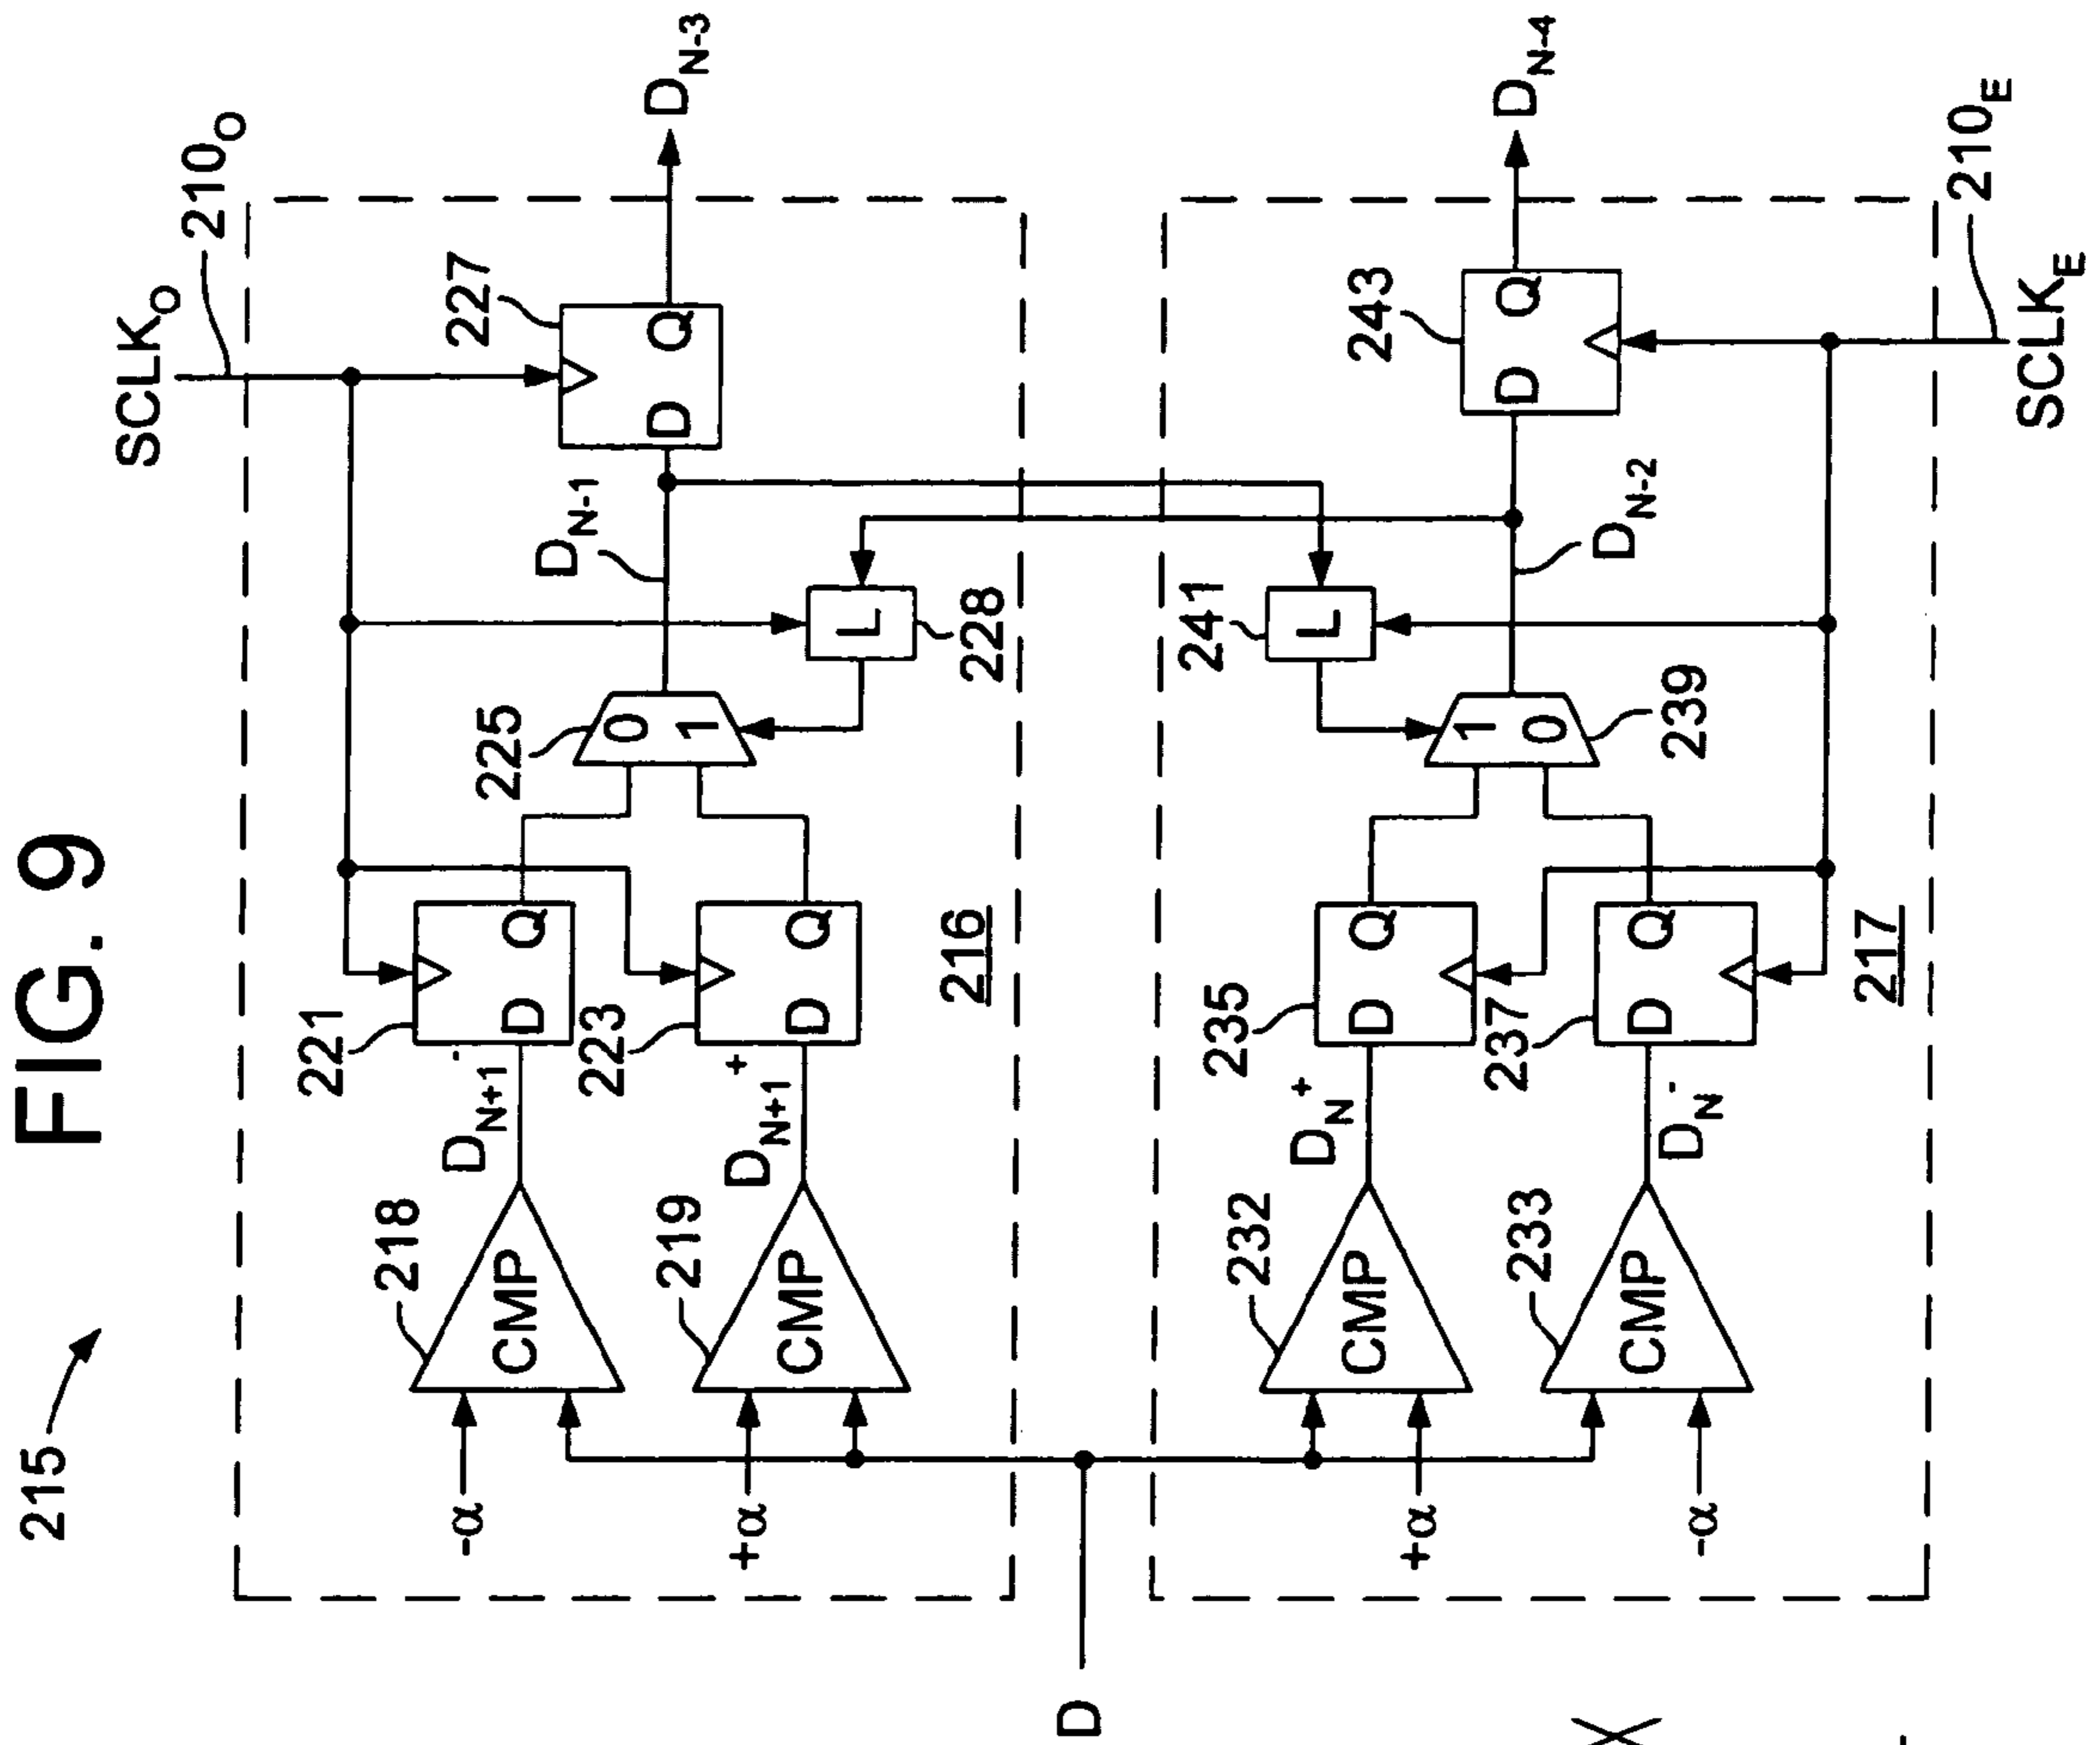 FIG. 9
215
SCLKO
210O
216
-α
218
CMP
DN+1-
221
D Q
225
0
1
DN-1
227
D Q
DN-3
+α
219
CMP
DN+1+
223
D Q
L
228
D
217
232
CMP
+α
DN+
235
D Q
241
L
1
0
239
DN-2
243
D Q
DN-4
233
CMP
-α
DN-
237
D Q
SCLKE
210E